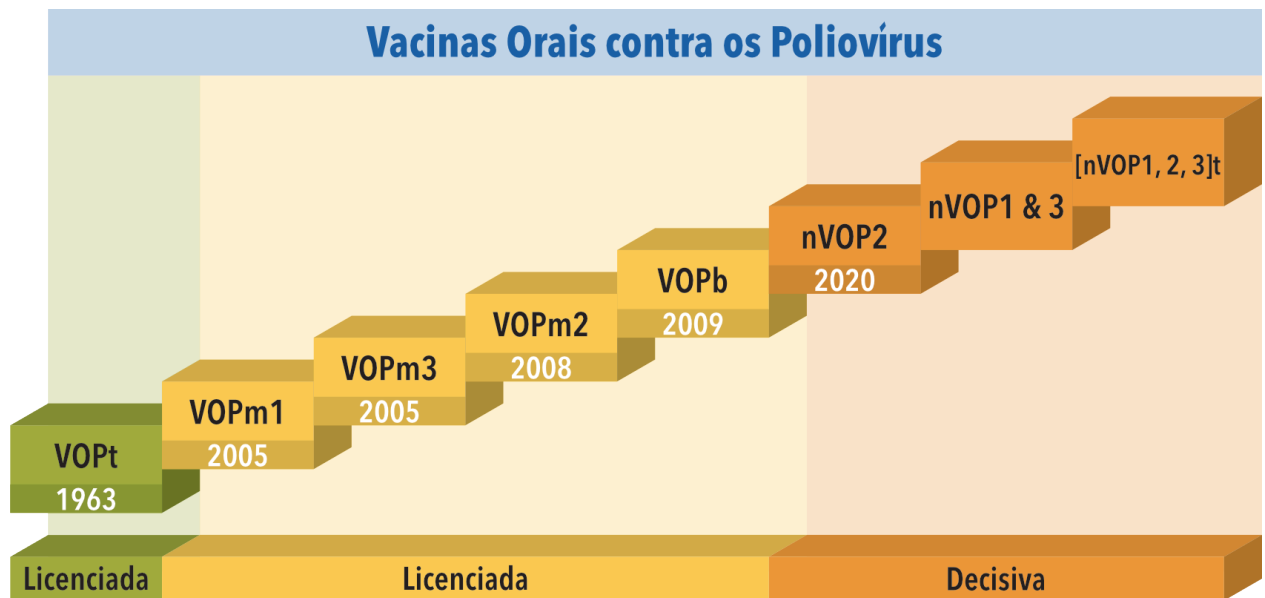 Vacinas Orais contra os Poliovírus
VOPt
1963
VOPm1
2005
VOPm3
2005
VOPm2
2008
VOPb
2009
nVOP2
2020
nVOP1 & 3
[nVOP1, 2, 3]t
Licenciada
Licenciada
Decisiva